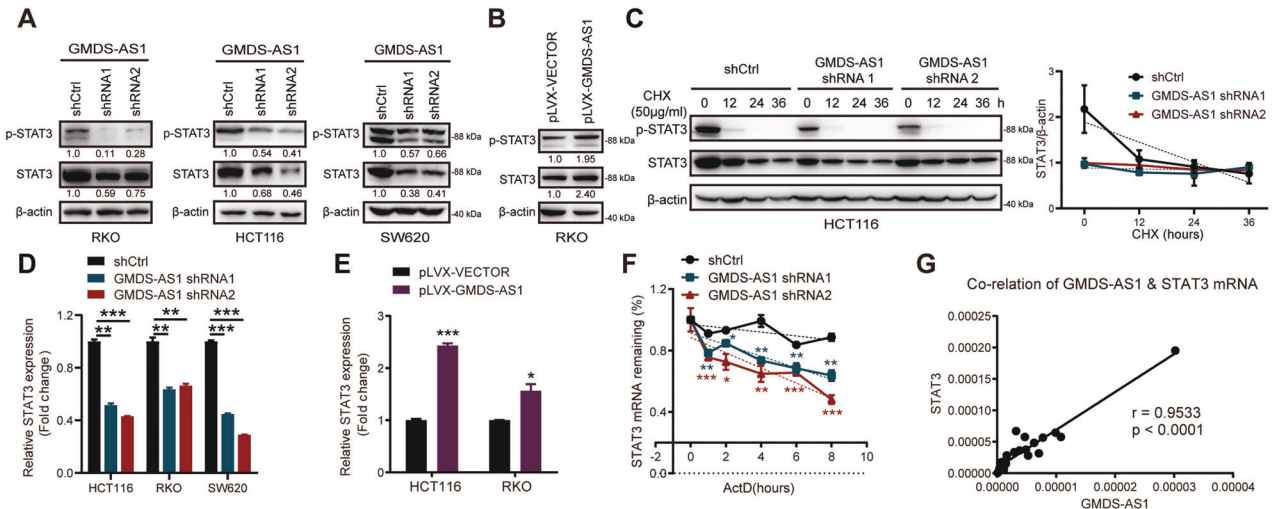 A
GMDS-AS1
shCtrl shRNA1 shRNA2
p-STAT3
1.0 0.11 0.28
STAT3
1.0 0.59 0.75
β-actin
RKO
GMDS-AS1
shCtrl shRNA1 shRNA2
p-STAT3
1.0 0.54 0.41
STAT3
1.0 0.68 0.46
β-actin
HCT116
GMDS-AS1
shCtrl shRNA1 shRNA2
p-STAT3 -88 kDa
1.0 0.57 0.66
STAT3 -88 kDa
1.0 0.38 0.41
β-actin -40 kDa
SW620
B
pLVX-VECTOR pLVX-GMDS-AS1
p-STAT3 -88 kDa
1.0 1.95
STAT3 -88 kDa
1.0 2.40
β-actin -40 kDa
RKO
C
shCtrl GMDS-AS1 shRNA 1 GMDS-AS1 shRNA 2
CHX 0 12 24 36 0 12 24 36 0 12 24 36 h
(50μg/ml)
p-STAT3 -88 kDa
STAT3 -88 kDa
β-actin -40 kDa
HCT116
shCtrl
GMDS-AS1 shRNA1
GMDS-AS1 shRNA2
STAT3/β-actin
3
2
1
0
0 12 24 36
CHX (hours)
D
shCtrl
GMDS-AS1 shRNA1
GMDS-AS1 shRNA2
Relative STAT3 expression
(Fold change)
1.2
0.8
0.4
0.0
*** ** ***
** ** ***
HCT116 RKO SW620
E
pLVX-VECTOR
pLVX-GMDS-AS1
Relative STAT3 expression
(Fold change)
3
2
1
0
*** *
HCT116 RKO
F
shCtrl
GMDS-AS1 shRNA1
GMDS-AS1 shRNA2
STAT3 mRNA remaining (%)
1.2
0.8
0.4
0.0
* ** ** **
**
*** * ** *** ***
-2 0 2 4 6 8 10
ActD(hours)
G
Co-relation of GMDS-AS1 & STAT3 mRNA
STAT3
0.00025
0.00020
0.00015
0.00010
0.00005
0.00000
r = 0.9533
p < 0.0001
0.00000 0.00001 0.00002 0.00003 0.00004
GMDS-AS1